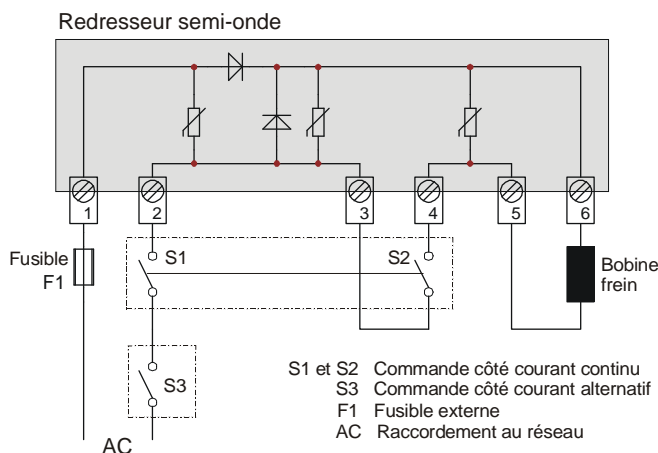 Redresseur semi-onde
1 2 3 4 5 6
Fusible
F1
S1
S2
Bobine
frein
S3
S1 et S2 Commande côté courant continu
S3 Commande côté courant alternatif
F1 Fusible externe
AC Raccordement au réseau
AC